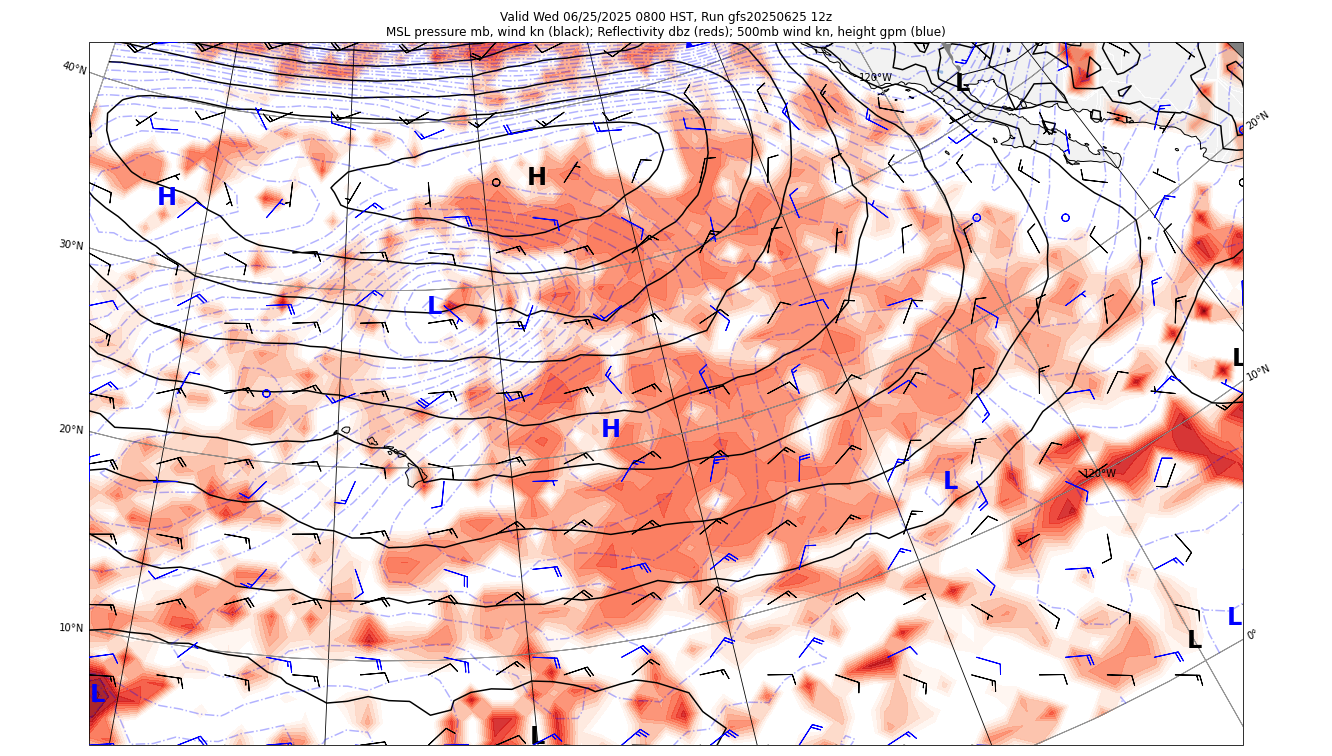 Valid Wed 06/25/2025 0800 HST, Run gfs20250625 12z
MSL pressure mb, wind kn (black); Reflectivity dbz (reds); 500mb wind kn, height gpm (blue)
40°N
120°W
L
20°N
H
H
30°N
L
L
10°N
20°N
H
120°W
L
10°N
L
0°
L
L
L